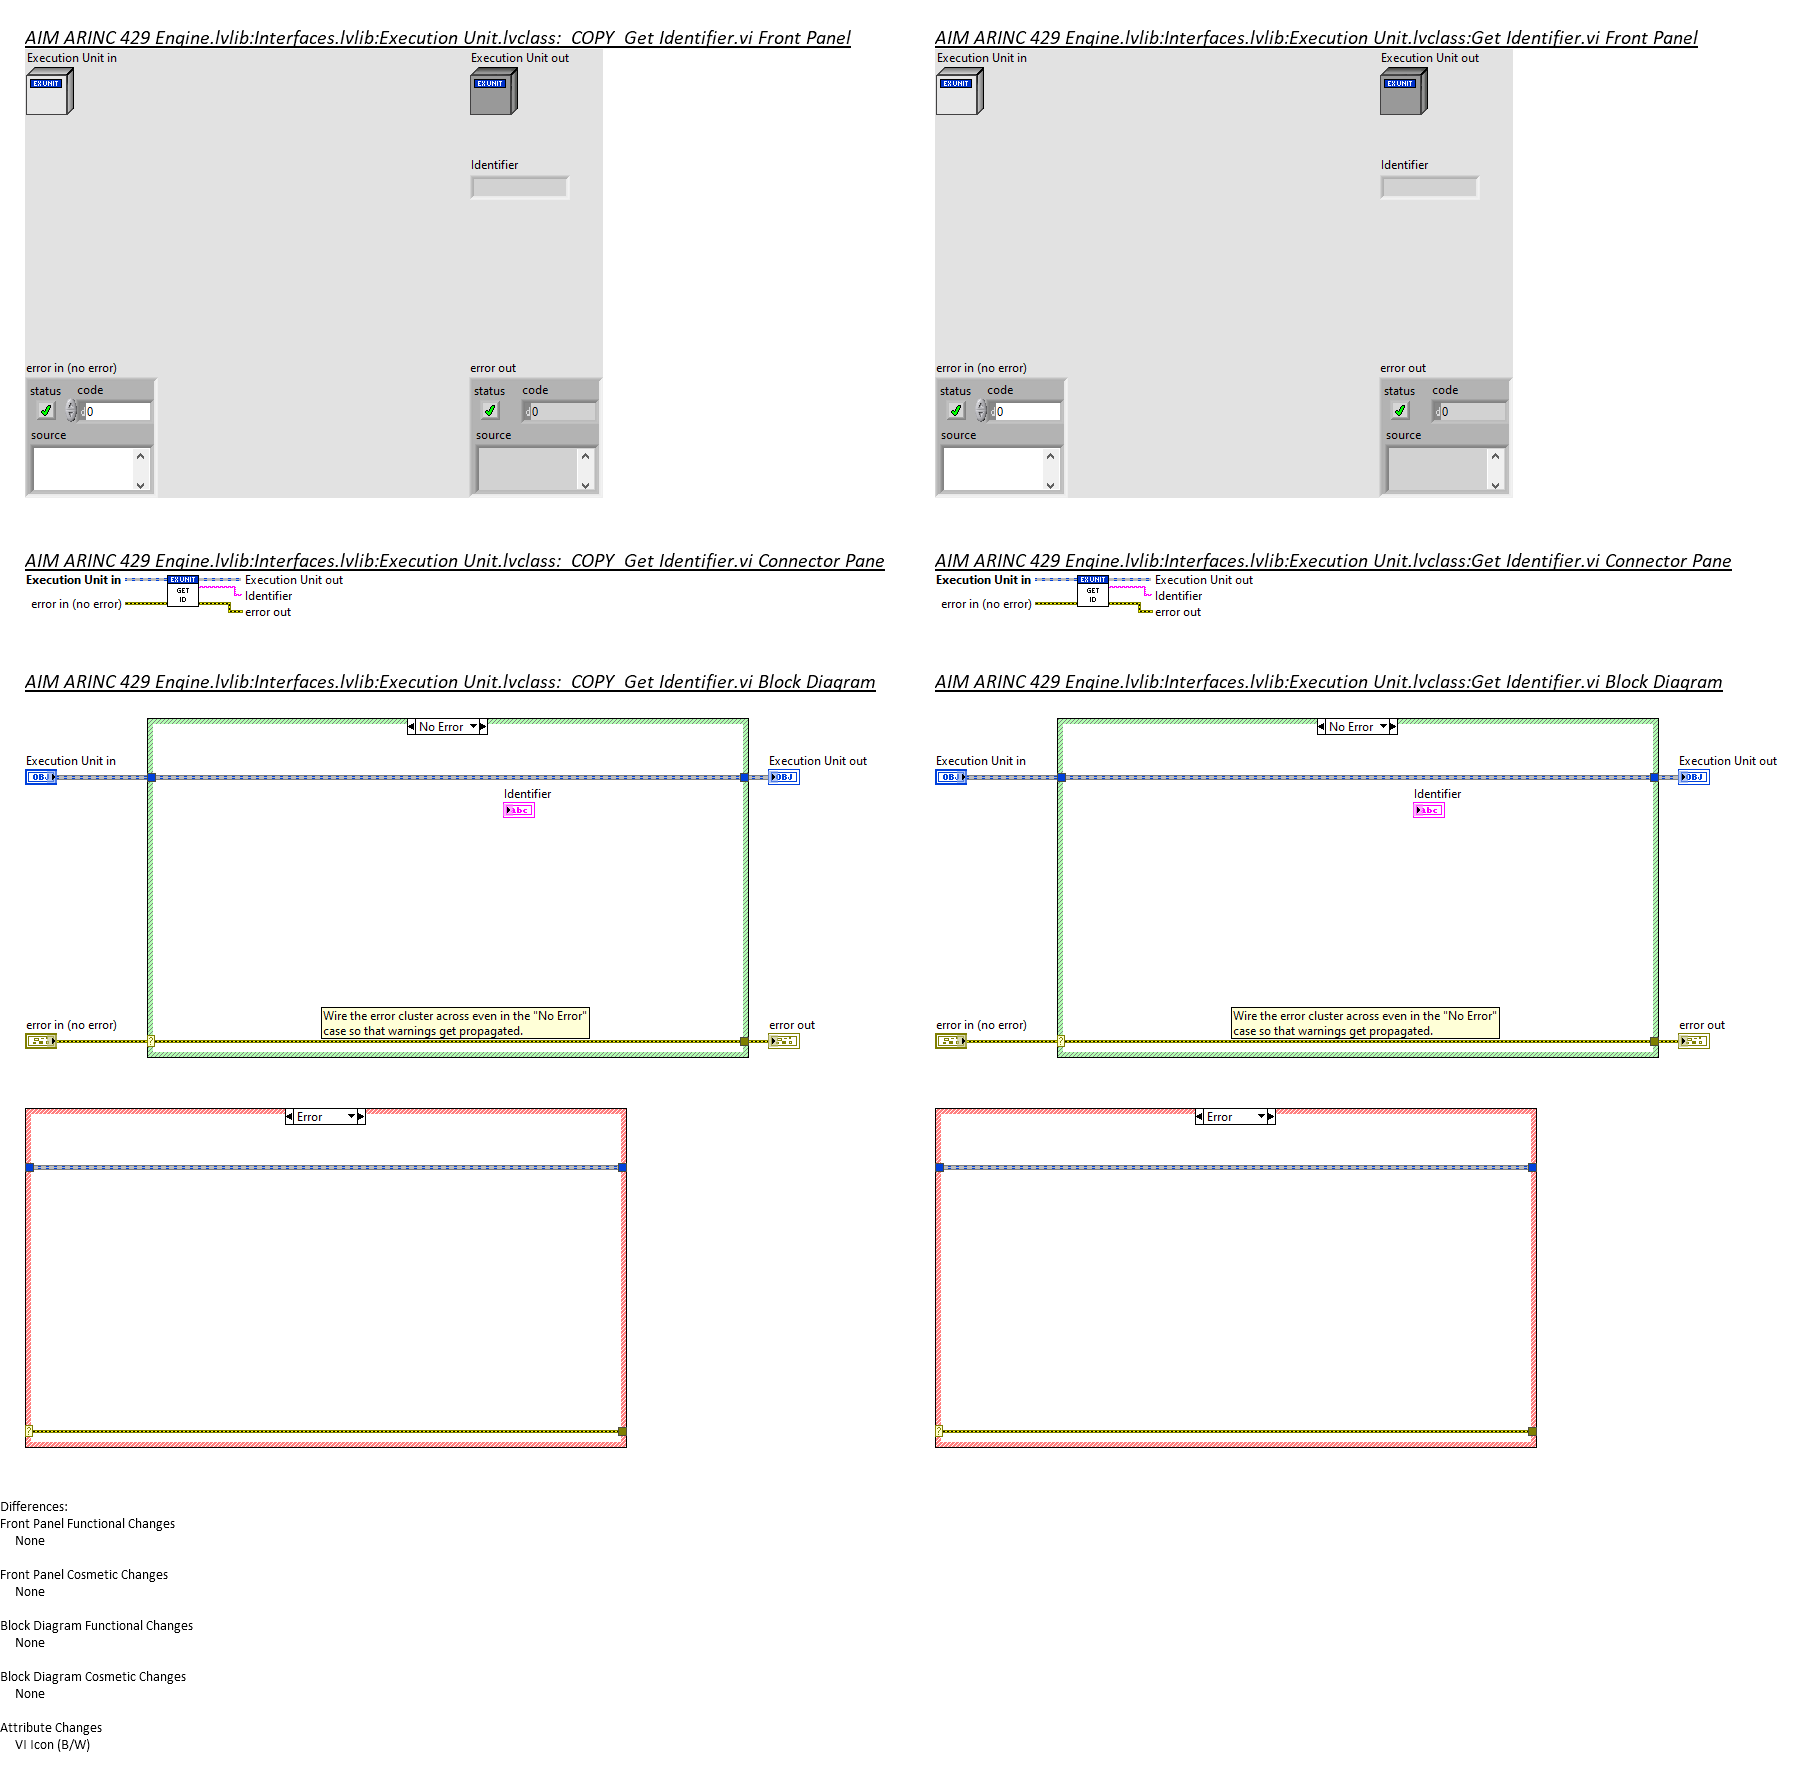 AIM ARINC 429 Engine.lvlib:Interfaces.lvlib:Execution Unit.lvclass:  COPY  Get Identifier.vi Front Panel
Execution Unit in
Execution Unit out
EXUNIT
EXUNIT
Identifier
error in (no error)
error out
status code
status code
d0
d0
source
source
AIM ARINC 429 Engine.lvlib:Interfaces.lvlib:Execution Unit.lvclass:Get Identifier.vi Front Panel
Execution Unit in
Execution Unit out
EXUNIT
EXUNIT
Identifier
error in (no error)
error out
status code
status code
d0
d0
source
source
AIM ARINC 429 Engine.lvlib:Interfaces.lvlib:Execution Unit.lvclass:  COPY  Get Identifier.vi Connector Pane
Execution Unit in
EXUNIT
GET
ID
Execution Unit out
Identifier
error in (no error)
error out
AIM ARINC 429 Engine.lvlib:Interfaces.lvlib:Execution Unit.lvclass:Get Identifier.vi Connector Pane
Execution Unit in
EXUNIT
GET
ID
Execution Unit out
Identifier
error in (no error)
error out
AIM ARINC 429 Engine.lvlib:Interfaces.lvlib:Execution Unit.lvclass:  COPY  Get Identifier.vi Block Diagram
No Error
Execution Unit in
OBJ
Execution Unit out
OBJ
Identifier
abc
Wire the error cluster across even in the "No Error"
case so that warnings get propagated.
error in (no error)
?
error out
Error
?
AIM ARINC 429 Engine.lvlib:Interfaces.lvlib:Execution Unit.lvclass:Get Identifier.vi Block Diagram
No Error
Execution Unit in
OBJ
Execution Unit out
OBJ
Identifier
abc
Wire the error cluster across even in the "No Error"
case so that warnings get propagated.
error in (no error)
?
error out
Error
?
Differences:
Front Panel Functional Changes
None
Front Panel Cosmetic Changes
None
Block Diagram Functional Changes
None
Block Diagram Cosmetic Changes
None
Attribute Changes
VI Icon (B/W)